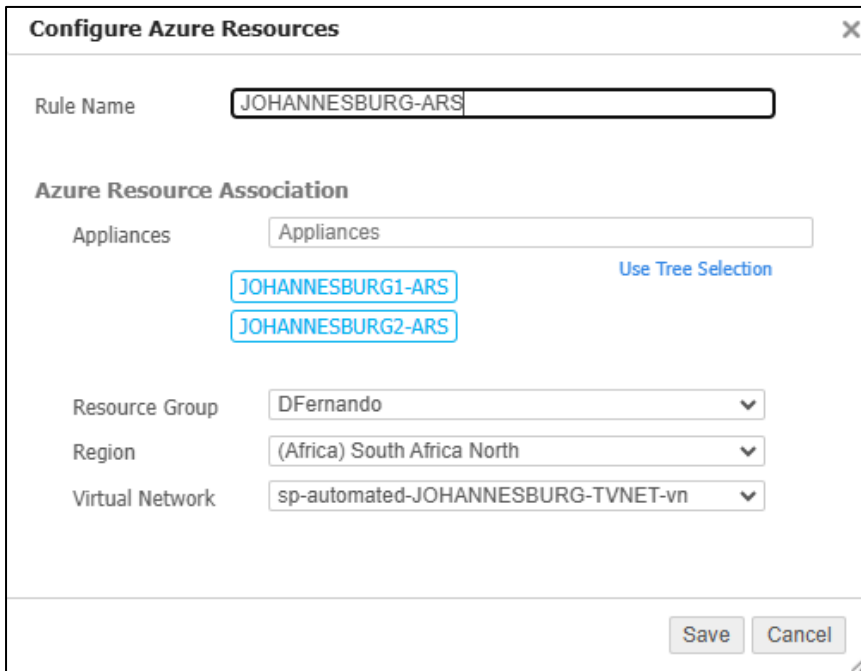 Configure Azure Resources
Rule Name JOHANNESBURG-ARS
Azure Resource Association
Appliances Appliances
Use Tree Selection
JOHANNESBURG1-ARS
JOHANNESBURG2-ARS
Resource Group DFernando
Region (Africa) South Africa North
Virtual Network sp-automated-JOHANNESBURG-TVNET-vn
Save Cancel